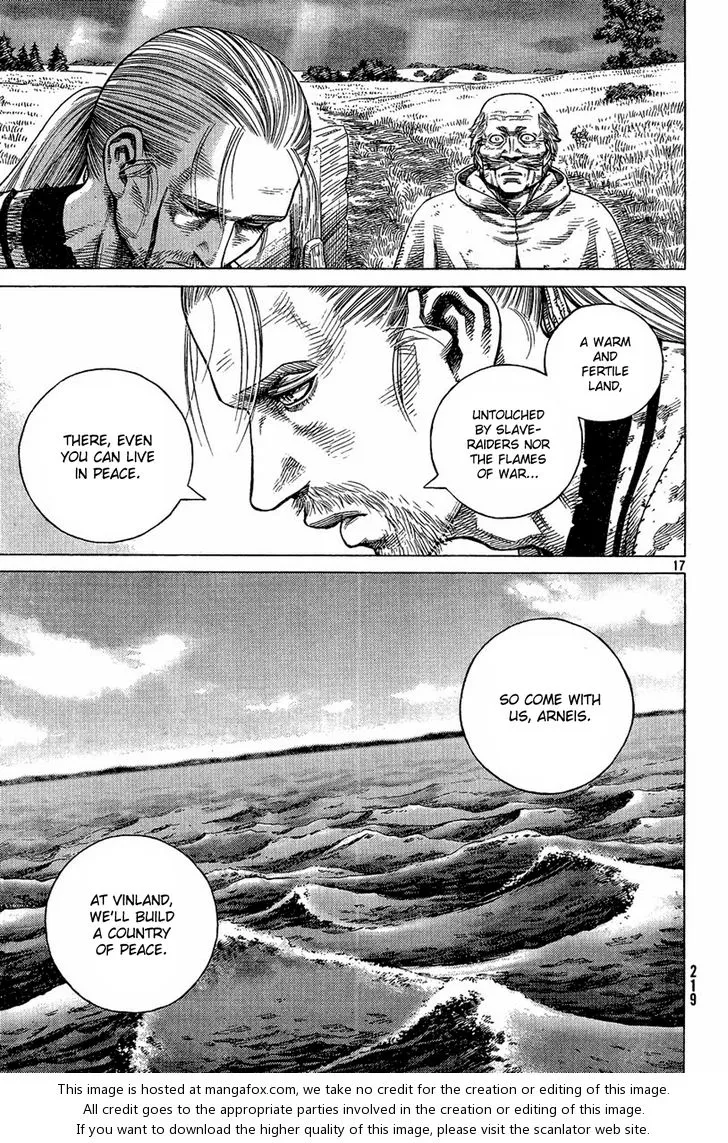 A WARM
AND
FERTILE
LAND,
UNTOUCHED
BY SLAVE-
RAIDERS NOR
THE FLAMES
OF WAR...
THERE, EVEN
YOU CAN LIVE
IN PEACE.
17
SO COME WITH
US, ARNEIS.
AT VINLAND,
WE'LL BUILD
A COUNTRY
OF PEACE.
219
This image is hosted at mangafox.com, we take no credit for the creation or editing of this image.
All credit goes to the appropriate parties involved in the creation or editing of this image.
If you want to download the higher quality of this image, please visit the scanlator web site.